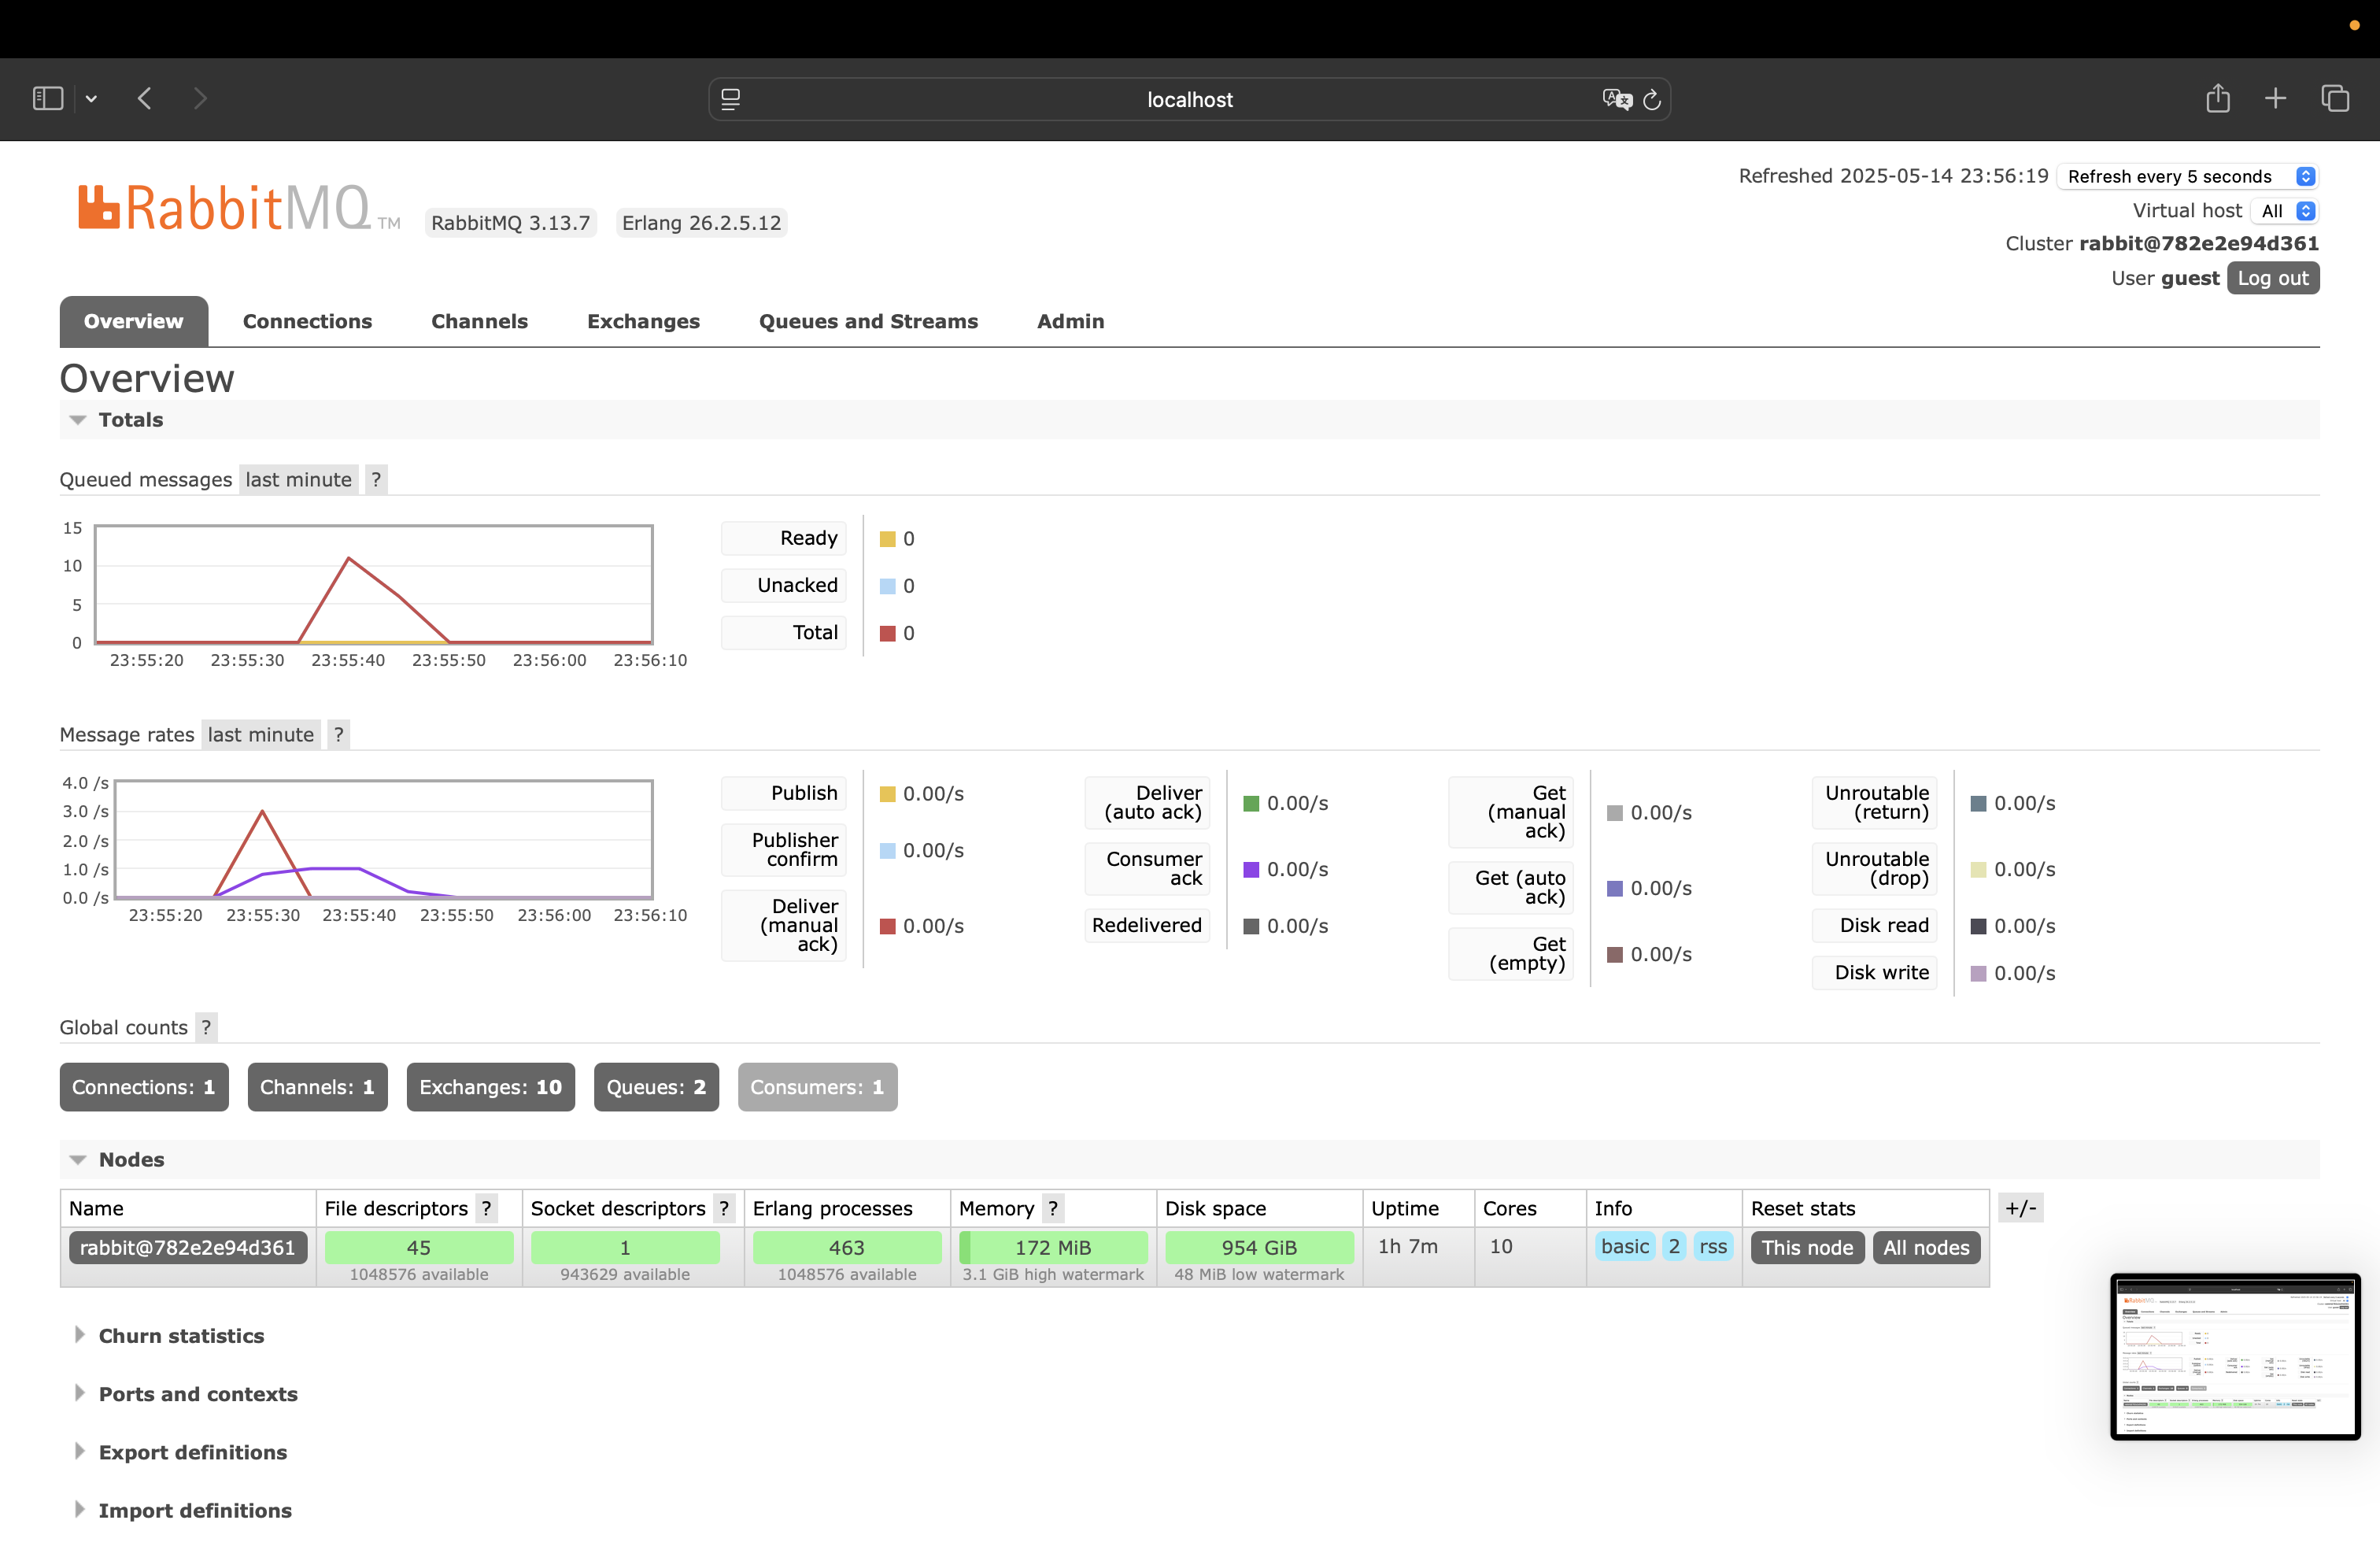 localhost
Refreshed 2025-05-14 23:56:19 Refresh every 5 seconds
RabbitMQ TM RabbitMQ 3.13.7 Erlang 26.2.5.12
Virtual host All
Cluster rabbit@782e2e94d361
User guest Log out
Overview Connections Channels Exchanges Queues and Streams Admin
Overview
Totals
Queued messages last minute ?
15
10
5
0
23:55:20 23:55:30 23:55:40 23:55:50 23:56:00 23:56:10
Ready 0
Unacked 0
Total 0
Message rates last minute ?
4.0 /s
3.0 /s
2.0 /s
1.0 /s
0.0 /s
23:55:20 23:55:30 23:55:40 23:55:50 23:56:00 23:56:10
Publish 0.00/s
Publisher
confirm 0.00/s
Deliver
(manual
ack) 0.00/s
Deliver
(auto ack) 0.00/s
Consumer
ack 0.00/s
Redelivered 0.00/s
Get
(manual
ack) 0.00/s
Get (auto
ack) 0.00/s
Get
(empty) 0.00/s
Unroutable
(return) 0.00/s
Unroutable
(drop) 0.00/s
Disk read 0.00/s
Disk write 0.00/s
Global counts ?
Connections: 1 Channels: 1 Exchanges: 10 Queues: 2 Consumers: 1
Nodes
Name File descriptors ? Socket descriptors ? Erlang processes Memory ? Disk space Uptime Cores Info Reset stats +/-
rabbit@782e2e94d361 45 1 463 172 MiB 954 GiB 1h 7m 10 basic 2 rss This node All nodes
1048576 available 943629 available 1048576 available 3.1 GiB high watermark 48 MiB low watermark
Churn statistics
Ports and contexts
Export definitions
Import definitions